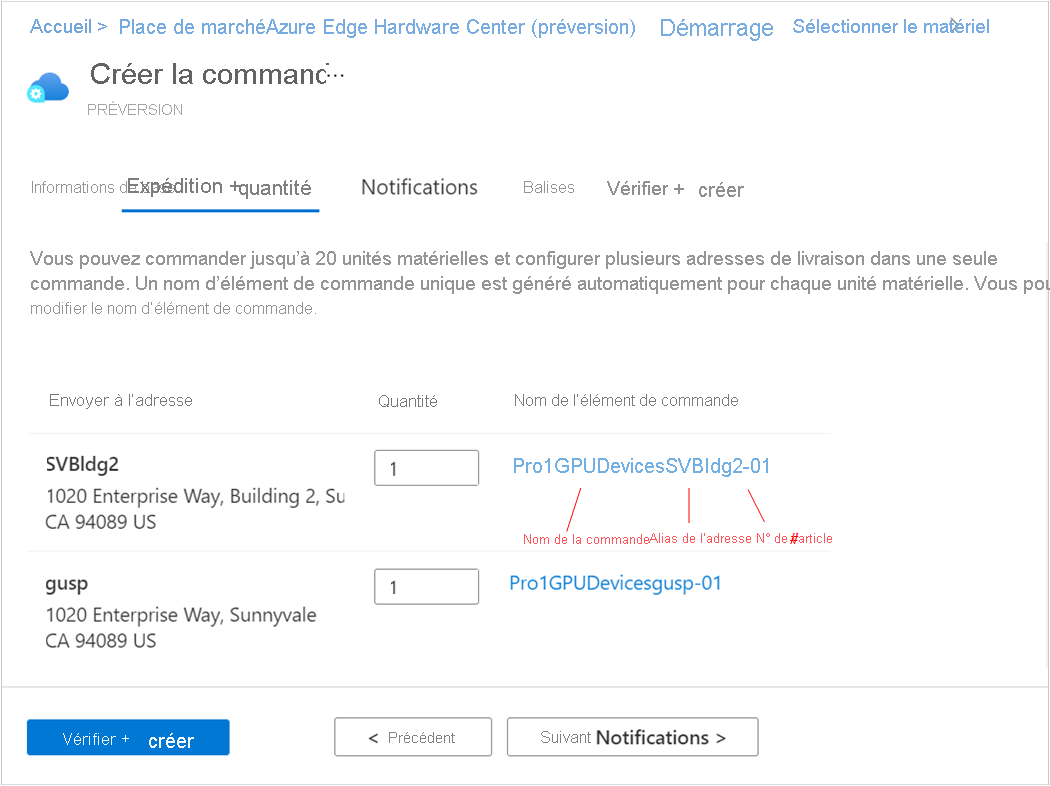 Accueil > Place de marchéAzure Edge Hardware Center (préversion) Démarrage Sélectionner le matériel
Créer la command...
PRÉVERSION
Informations de Expédition + quantité Notifications Balises Vérifier + créer
Vous pouvez commander jusqu'à 20 unités matérielles et configurer plusieurs adresses de livraison dans une seule
commande. Un nom d'élément de commande unique est généré automatiquement pour chaque unité matérielle. Vous pou
modifier le nom d'élément de commande.
Envoyer à l'adresse Quantité Nom de l'élément de commande
SVBldg2 1 Pro1GPUDevicesSVBldg2-01
1020 Enterprise Way, Building 2, Su
CA 94089 US
Nom de la commande Alias de l'adresse N° de #article
gusp 1 Pro1GPUDevicesgusp-01
1020 Enterprise Way, Sunnyvale
CA 94089 US
Vérifier + créer < Précédent Suivant Notifications >